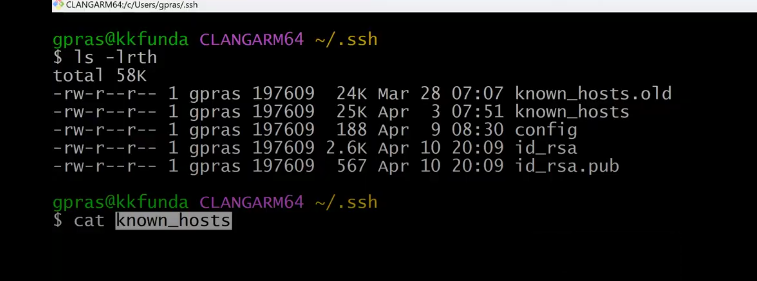 CLANGARM64:/c/Users/gpras/.ssh
gpras@kkfunda CLANGARM64 ~/.ssh
$ ls -lrth
total 58K
-rw-r--r-- 1 gpras 197609  24K Mar 28 07:07 known_hosts.old
-rw-r--r-- 1 gpras 197609  25K Apr  3 07:51 known_hosts
-rw-r--r-- 1 gpras 197609  188 Apr  9 08:30 config
-rw-r--r-- 1 gpras 197609 2.6K Apr 10 20:09 id_rsa
-rw-r--r-- 1 gpras 197609  567 Apr 10 20:09 id_rsa.pub
gpras@kkfunda CLANGARM64 ~/.ssh
$ cat known_hosts